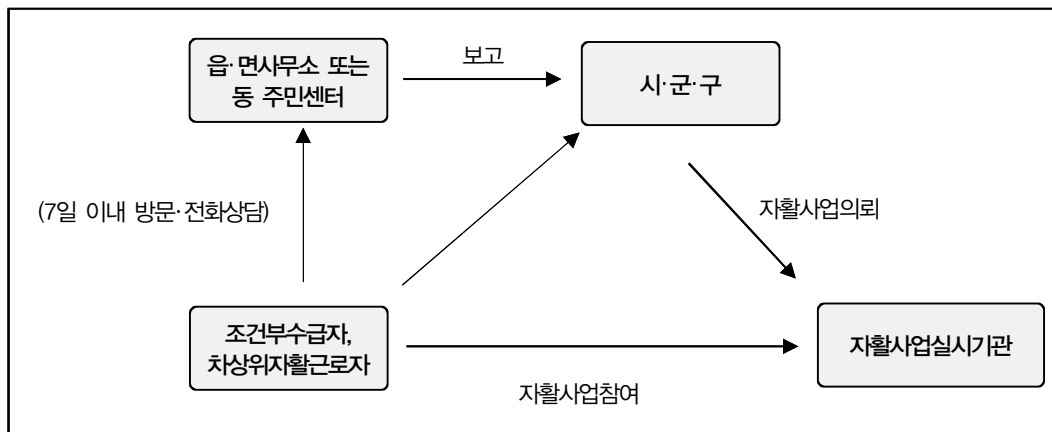 읍·면사무소 또는
동 주민센터
보고
시·군·구
(7일 이내 방문·전화상담)
자활사업의뢰
조건부수급자,
차상위자활근로자
자활사업실시기관
자활사업참여